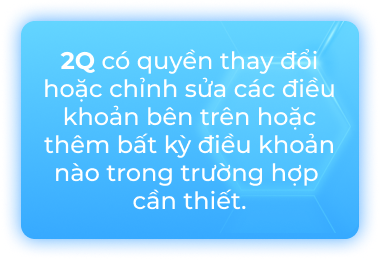 2Q có quyền thay đổi
hoặc chỉnh sửa các điều
khoản bên trên hoặc
thêm bất kỳ điều khoản
nào trong trường hợp
cần thiết.